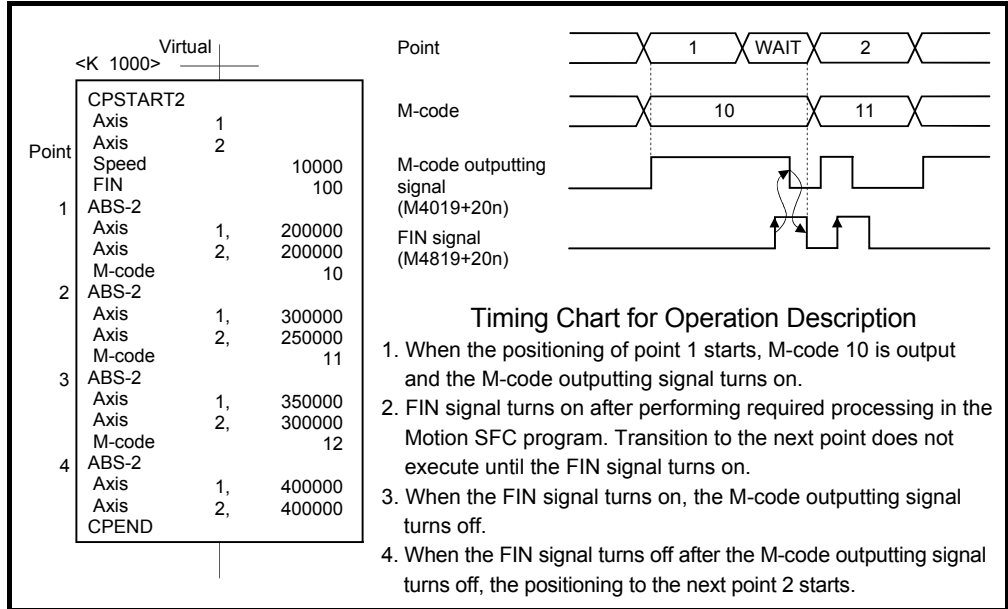 Virtual
<K 1000>
Point
CPSTART2
Axis 1
Axis 2
Speed 10000
FIN 100
1 ABS-2
Axis 1, 200000
Axis 2, 200000
M-code 10
2 ABS-2
Axis 1, 300000
Axis 2, 250000
M-code 11
3 ABS-2
Axis 1, 350000
Axis 2, 300000
M-code 12
4 ABS-2
Axis 1, 400000
Axis 2, 400000
CPEND
Point 1 WAIT 2
M-code 10 11
M-code outputting
signal
(M4019+20n)
FIN signal
(M4819+20n)
Timing Chart for Operation Description
1. When the positioning of point 1 starts, M-code 10 is output
and the M-code outputting signal turns on.
2. FIN signal turns on after performing required processing in the
Motion SFC program. Transition to the next point does not
execute until the FIN signal turns on.
3. When the FIN signal turns on, the M-code outputting signal
turns off.
4. When the FIN signal turns off after the M-code outputting signal
turns off, the positioning to the next point 2 starts.